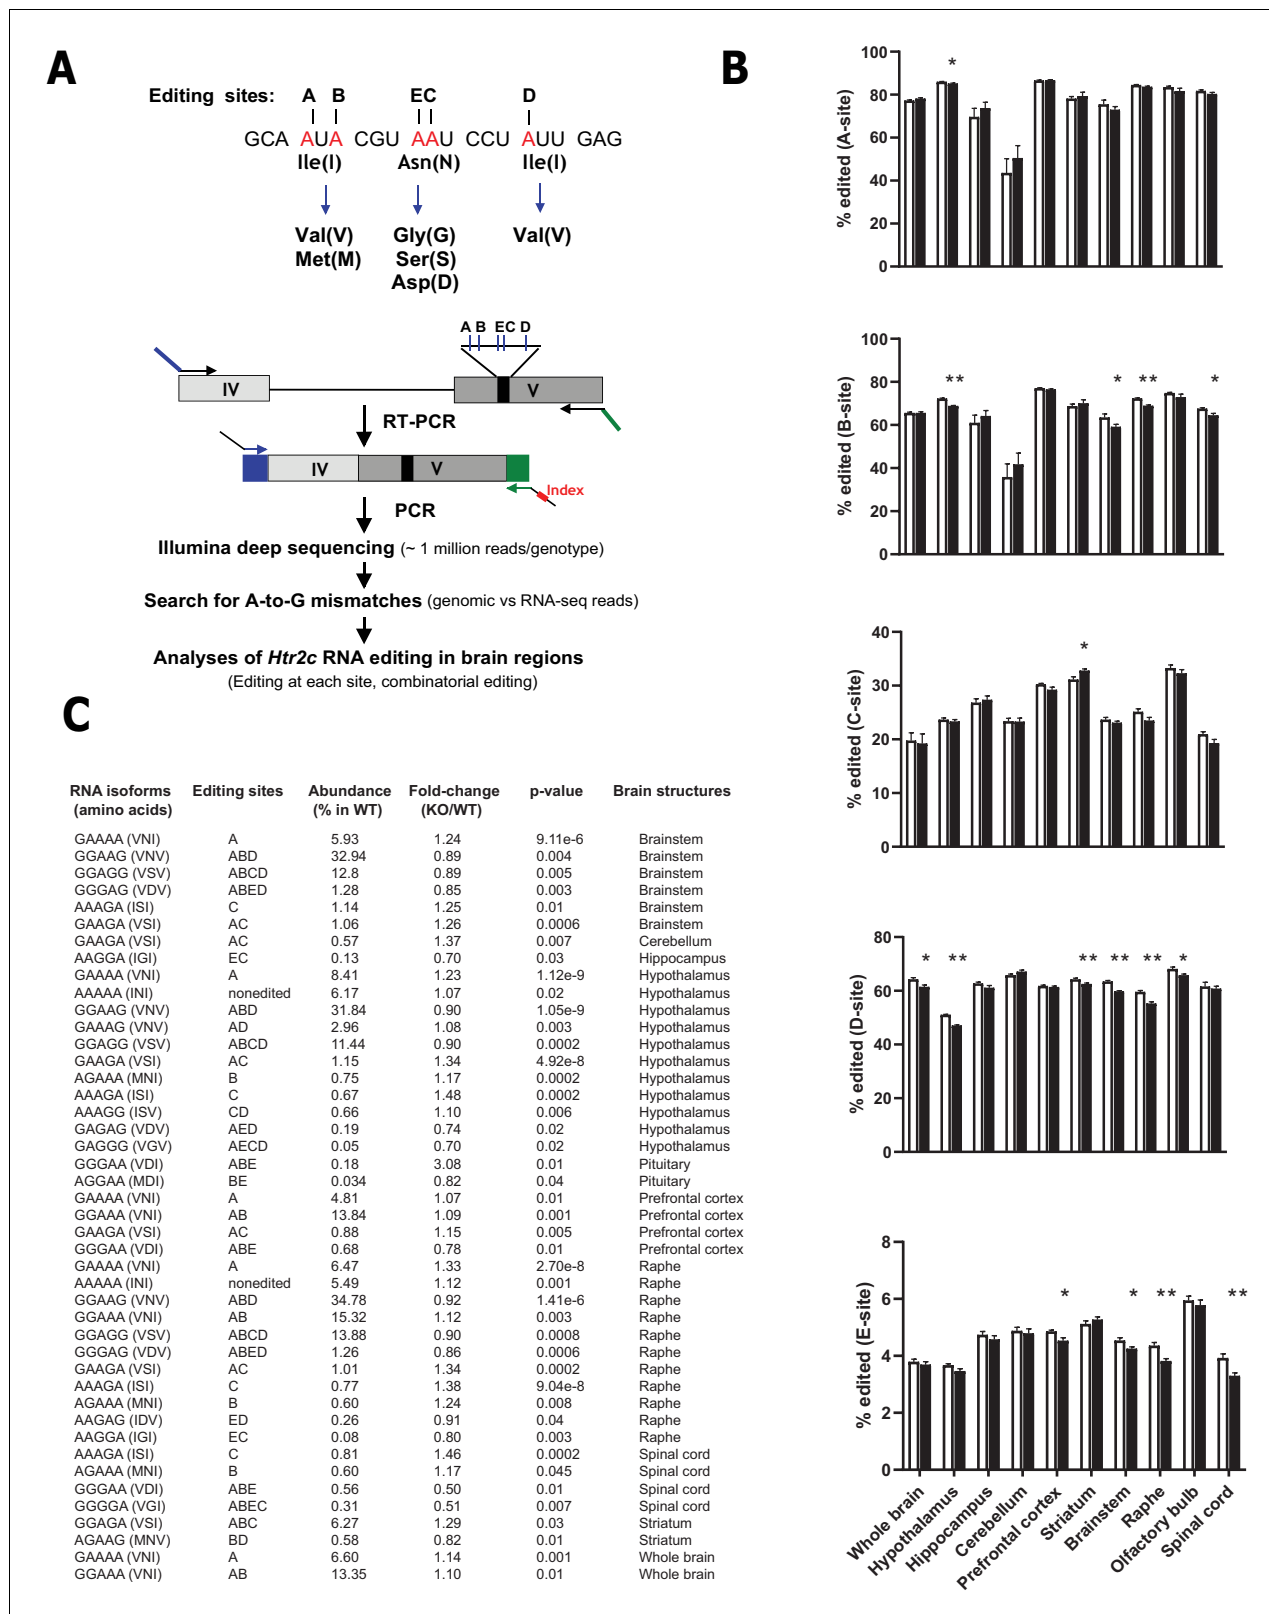 A
Editing sites: A B EC D
GCA AUA CGU AAU CCU AUU GAG
Ile(I) Asn(N) Ile(I)
Val(V) Gly(G) Val(V)
Met(M) Ser(S)
Asp(D)
A B EC D
IV V
RT-PCR
IV V
Index
PCR
Illumina deep sequencing (~ 1 million reads/genotype)
Search for A-to-G mismatches (genomic vs RNA-seq reads)
Analyses of Htr2c RNA editing in brain regions
(Editing at each site, combinatorial editing)
B
% edited (A-site)
100
80
60
40
20
0
*
% edited (B-site)
100
80
60
40
20
0
** * ** *
% edited (C-site)
40
30
20
10
0
*
% edited (D-site)
80
60
40
20
0
* ** ** ** ** *
% edited (E-site)
8
6
4
2
0
* * ** **
Whole brain
Hypothalamus
Hippocampus
Cerebellum
Prefrontal cortex
Striatum
Brainstem
Raphe
Olfactory bulb
Spinal cord
C
RNA isoforms Editing sites Abundance Fold-change p-value Brain structures
(amino acids) (% in WT) (KO/WT)
GAAAA (VNI) A 5.93 1.24 9.11e-6 Brainstem
GGAAG (VNV) ABD 32.94 0.89 0.004 Brainstem
GGAGG (VSV) ABCD 12.8 0.89 0.005 Brainstem
GGGAG (VDV) ABED 1.28 0.85 0.003 Brainstem
AAAGA (ISI) C 1.14 1.25 0.01 Brainstem
GAAGA (VSI) AC 1.06 1.26 0.0006 Brainstem
GAAGA (VSI) AC 0.57 1.37 0.007 Cerebellum
AAGGA (IGI) EC 0.13 0.70 0.03 Hippocampus
GAAAA (VNI) A 8.41 1.23 1.12e-9 Hypothalamus
AAAAA (INI) nonedited 6.17 1.07 0.02 Hypothalamus
GGAAG (VNV) ABD 31.84 0.90 1.05e-9 Hypothalamus
GAAAG (VNV) AD 2.96 1.08 0.003 Hypothalamus
GGAGG (VSV) ABCD 11.44 0.90 0.0002 Hypothalamus
GAAGA (VSI) AC 1.15 1.34 4.92e-8 Hypothalamus
AGAAA (MNI) B 0.75 1.17 0.0002 Hypothalamus
AAAGA (ISI) C 0.67 1.48 0.0002 Hypothalamus
AAAGG (ISV) CD 0.66 1.10 0.006 Hypothalamus
GAGAG (VDV) AED 0.19 0.74 0.02 Hypothalamus
GAGGG (VGV) AECD 0.05 0.70 0.02 Hypothalamus
GGGAA (VDI) ABE 0.18 3.08 0.01 Pituitary
AGGAA (MDI) BE 0.034 0.82 0.04 Pituitary
GAAAA (VNI) A 4.81 1.07 0.01 Prefrontal cortex
GGAAA (VNI) AB 13.84 1.09 0.001 Prefrontal cortex
GAAGA (VSI) AC 0.88 1.15 0.005 Prefrontal cortex
GGGAA (VDI) ABE 0.68 0.78 0.01 Prefrontal cortex
GAAAA (VNI) A 6.47 1.33 2.70e-8 Raphe
AAAAA (INI) nonedited 5.49 1.12 0.001 Raphe
GGAAG (VNV) ABD 34.78 0.92 1.41e-6 Raphe
GGAAA (VNI) AB 15.32 1.12 0.003 Raphe
GGAGG (VSV) ABCD 13.88 0.90 0.0008 Raphe
GGGAG (VDV) ABED 1.26 0.86 0.0006 Raphe
GAAGA (VSI) AC 1.01 1.34 0.0002 Raphe
AAAGA (ISI) C 0.77 1.38 9.04e-8 Raphe
AGAAA (MNI) B 0.60 1.24 0.008 Raphe
AAGAG (IDV) ED 0.26 0.91 0.04 Raphe
AAGGA (IGI) EC 0.08 0.80 0.003 Raphe
AAAGA (ISI) C 0.81 1.46 0.0002 Spinal cord
AGAAA (MNI) B 0.60 1.17 0.045 Spinal cord
GGGAA (VDI) ABE 0.56 0.50 0.01 Spinal cord
GGGGA (VGI) ABEC 0.31 0.51 0.007 Spinal cord
GGAGA (VSI) ABC 6.27 1.29 0.03 Striatum
AGAAG (MNV) BD 0.58 0.82 0.01 Striatum
GAAAA (VNI) A 6.60 1.14 0.001 Whole brain
GGAAA (VNI) AB 13.35 1.10 0.01 Whole brain